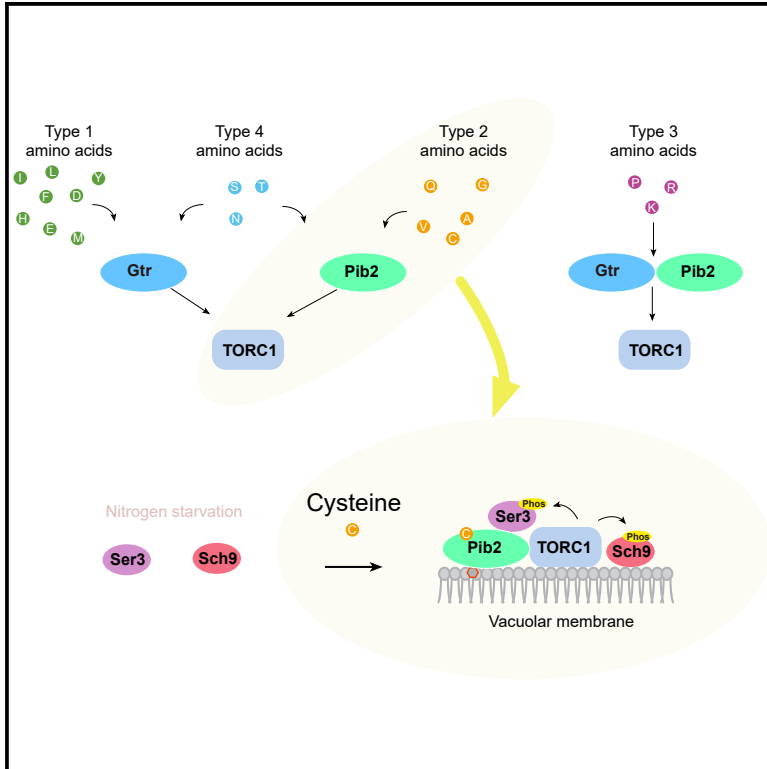 Type 1
amino acids
Type 4
amino acids
Type 2
amino acids
Type 3
amino acids
I
L
Y
F
D
H
E
M
S
T
N
Q
G
V
A
C
P
R
K
Gtr
Pib2
Gtr
Pib2
TORC1
TORC1
Nitrogen starvation
Ser3
Sch9
Cysteine
C
Phos
Ser3
C
Pib2
TORC1
Phos
Sch9
Vacuolar membrane